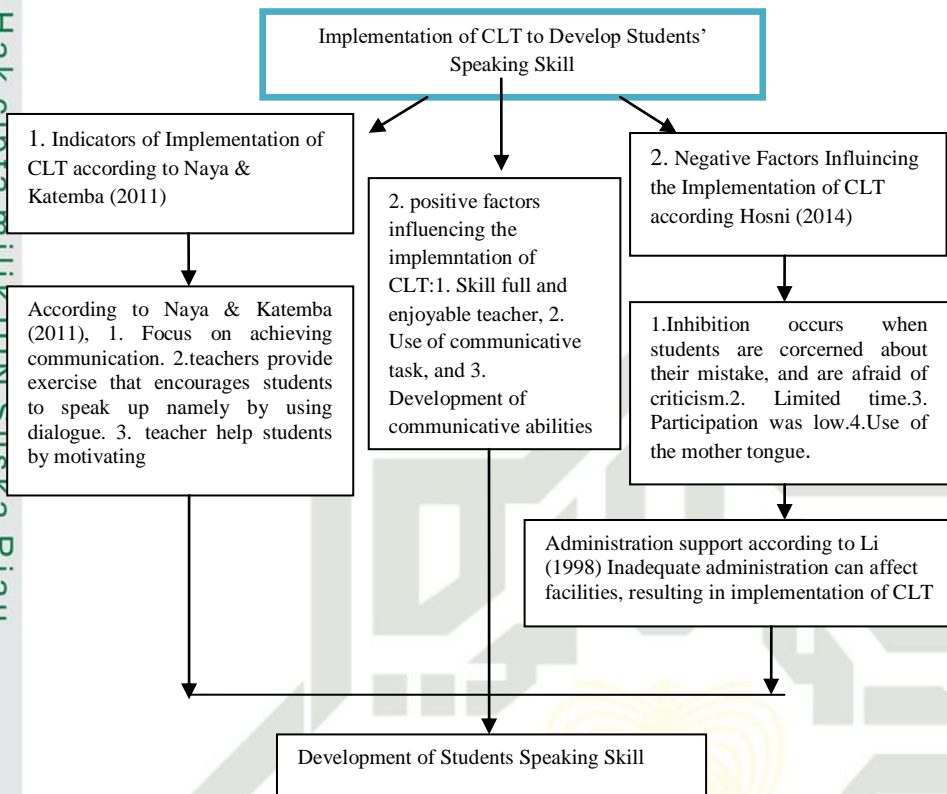 Implementation of CLT to Develop Students’
Speaking Skill
1. Indicators of Implementation of
CLT according to Naya &
Katemba (2011)
2. positive factors
influencing the
implemntation of
CLT:1. Skill full and
enjoyable teacher, 2.
Use of communicative
task, and 3.
Development of
communicative abilities
2. Negative Factors Influincing
the Implementation of CLT
according Hosni (2014)
According to Naya & Katemba
(2011), 1. Focus on achieving
communication. 2.teachers provide
exercise that encourages students
to speak up namely by using
dialogue. 3. teacher help students
by motivating
1.Inhibition occurs when
students are corcerned about
their mistake, and are afraid of
criticism.2. Limited time.3.
Participation was low.4.Use of
the mother tongue.
Administration support according to Li
(1998) Inadequate administration can affect
facilities, resulting in implementation of CLT
Development of Students Speaking Skill